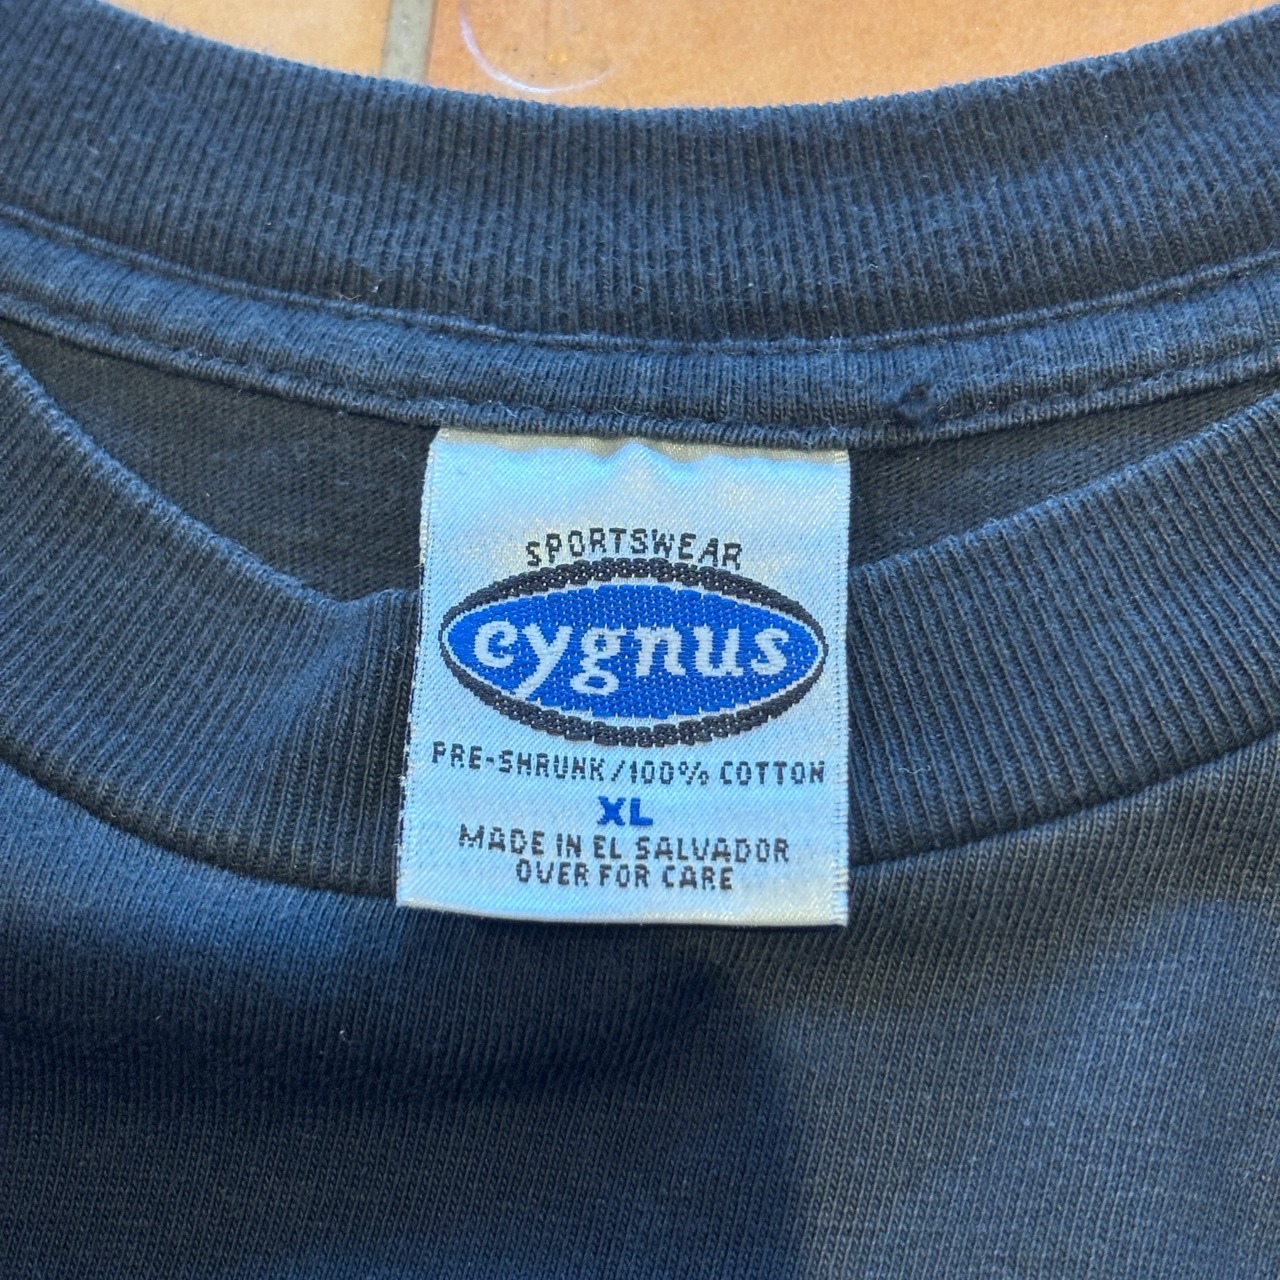 SPORTSWEAR
cygnus
PRE-SHRUNK/100% COTTON
XL
MADE IN EL SALVADOR
OVER FOR CARE